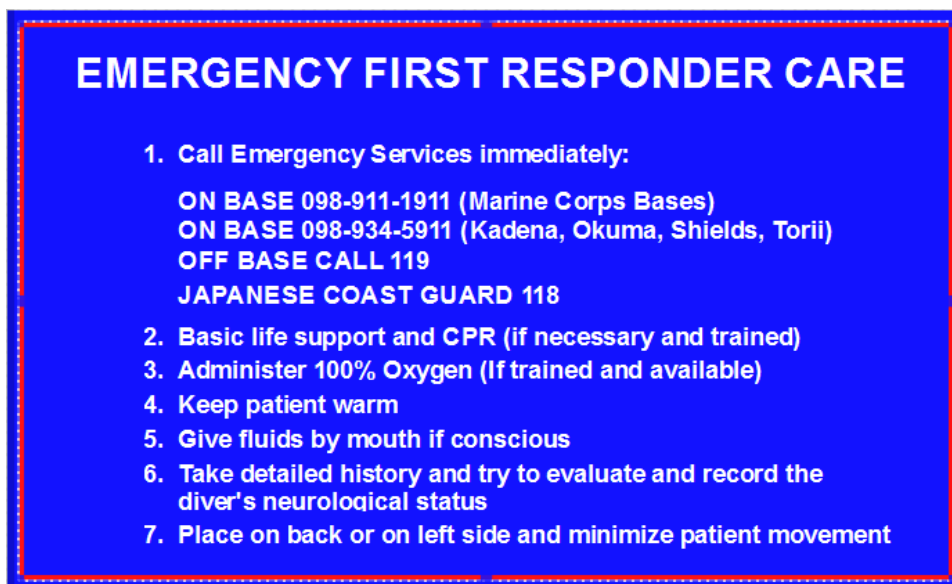 EMERGENCY FIRST RESPONDER CARE
1. Call Emergency Services immediately:
ON BASE 098-911-1911 (Marine Corps Bases)
ON BASE 098-934-5911 (Kadena, Okuma, Shields, Torii)
OFF BASE CALL 119
JAPANESE COAST GUARD 118
2. Basic life support and CPR (if necessary and trained)
3. Administer 100% Oxygen (If trained and available)
4. Keep patient warm
5. Give fluids by mouth if conscious
6. Take detailed history and try to evaluate and record the
diver's neurological status
7. Place on back or on left side and minimize patient movement